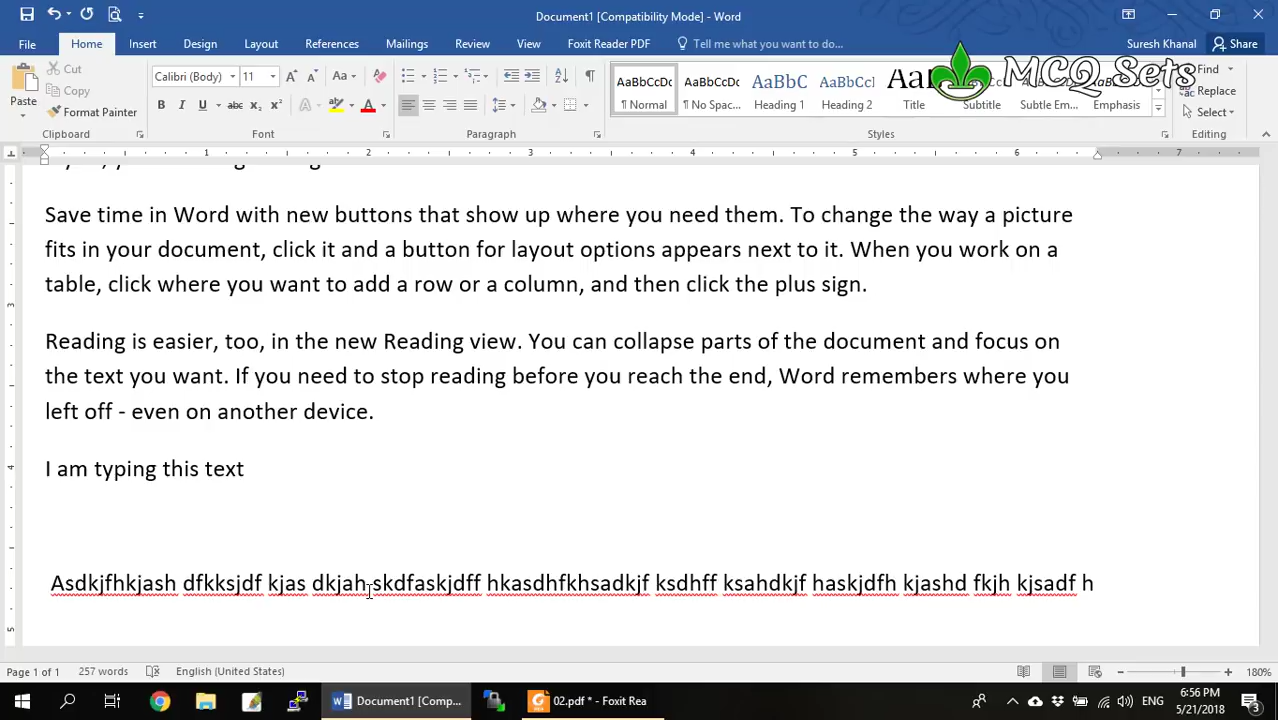 Document1 [Compatibility Mode] - Word
File Home Insert Design Layout References Mailings Review View Foxit Reader PDF Tell me what you want to do... Suresh Khanal Share
MCQ Sets
Paste
Cut
Copy
Format Painter
Calibri (Body) 11
AaBbCcDc AaBbCcDc AaBbC AaBbCcI
¶ Normal ¶ No Spac... Heading 1 Heading 2 Title Subtitle Subtle Em... Emphasis
Find
Replace
Select
Clipboard Font Paragraph Styles Editing
1 2 3 4 5 6 7
Save time in Word with new buttons that show up where you need them. To change the way a picture
fits in your document, click it and a button for layout options appears next to it. When you work on a
table, click where you want to add a row or a column, and then click the plus sign.
Reading is easier, too, in the new Reading view. You can collapse parts of the document and focus on
the text you want. If you need to stop reading before you reach the end, Word remembers where you
left off - even on another device.
I am typing this text
Asdkjfhkjash dfkksjdf kjas dkjah skdfaskjdff hkasdhfkhsadkjf ksdhff ksahdkjf haskjdfh kjashd fkjh kjsadf h
Page 1 of 1 257 words English (United States) 180%
Document1 [Comp... 02.pdf * - Foxit Rea ENG 6:56 PM
5/21/2018